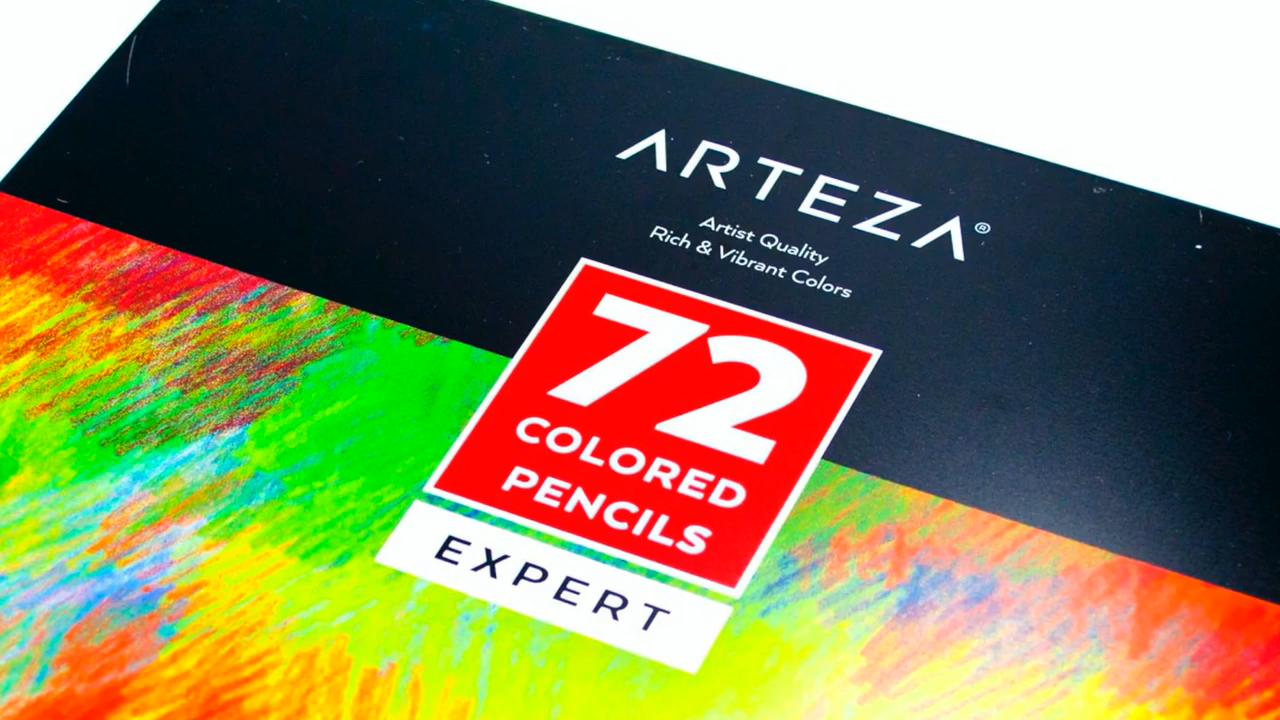 ARTEZA®
Artist Quality
Rich & Vibrant Colors
72
COLORED
PENCILS
EXPERT